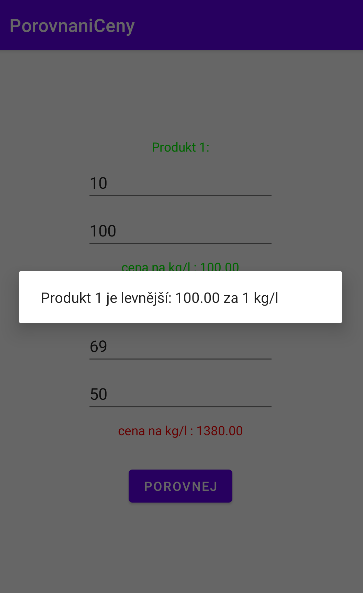 PorovnaniCeny
Produkt 1:
10
100
cena na kg/l : 100.00
Produkt 1 je levnější: 100.00 za 1 kg/l
69
50
cena na kg/l : 1380.00
POROVNEJ